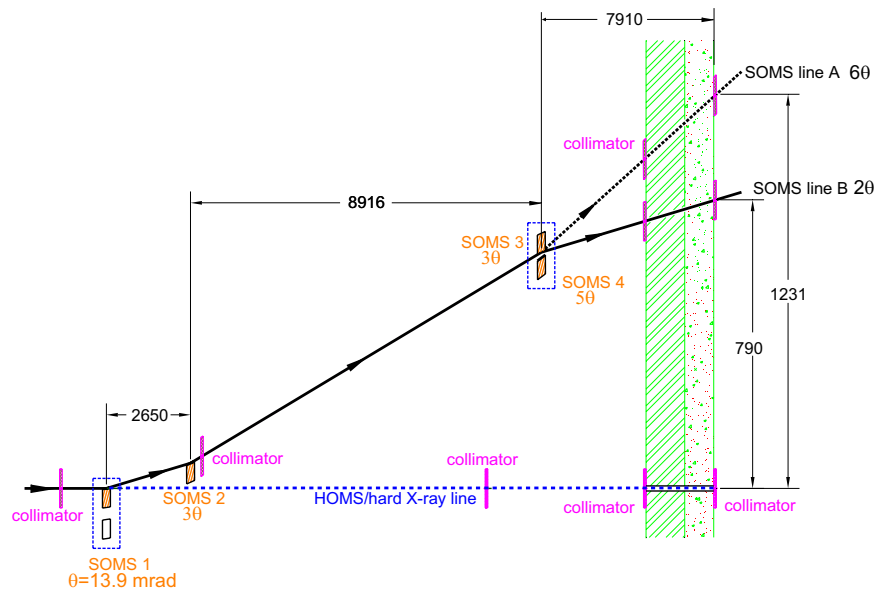 7910
SOMS line A 6θ
collimator
8916
SOMS line B 2θ
SOMS 3
3θ
SOMS 4
5θ
1231
790
2650
collimator
collimator
SOMS 2
3θ
HOMS/hard X-ray line
collimator
collimator
collimator
SOMS 1
θ=13.9 mrad